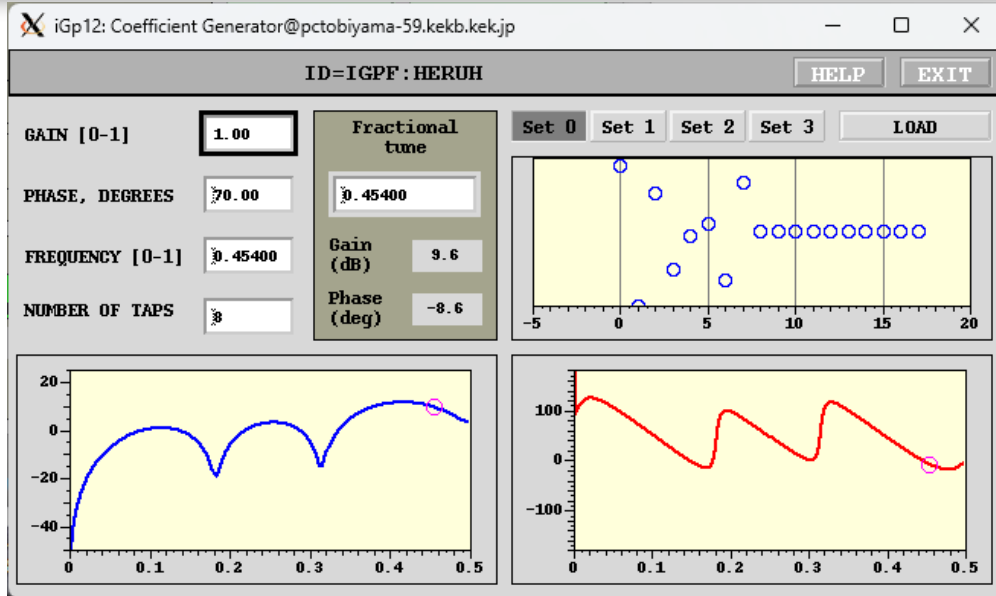 iGp12: Coefficient Generator@pctobiyama-59.kekb.kek.jp
ID=IGPF:HERUH
HELP
EXIT
GAIN [0-1]
1.00
PHASE, DEGREES
70.00
FREQUENCY [0-1]
0.45400
NUMBER OF TAPS
8
Fractional
tune
0.45400
Gain
(dB)
9.6
Phase
(deg)
-8.6
Set 0
Set 1
Set 2
Set 3
LOAD
-5
0
5
10
15
20
20
0
-20
-40
0
0.1
0.2
0.3
0.4
0.5
100
0
-100
0
0.1
0.2
0.3
0.4
0.5